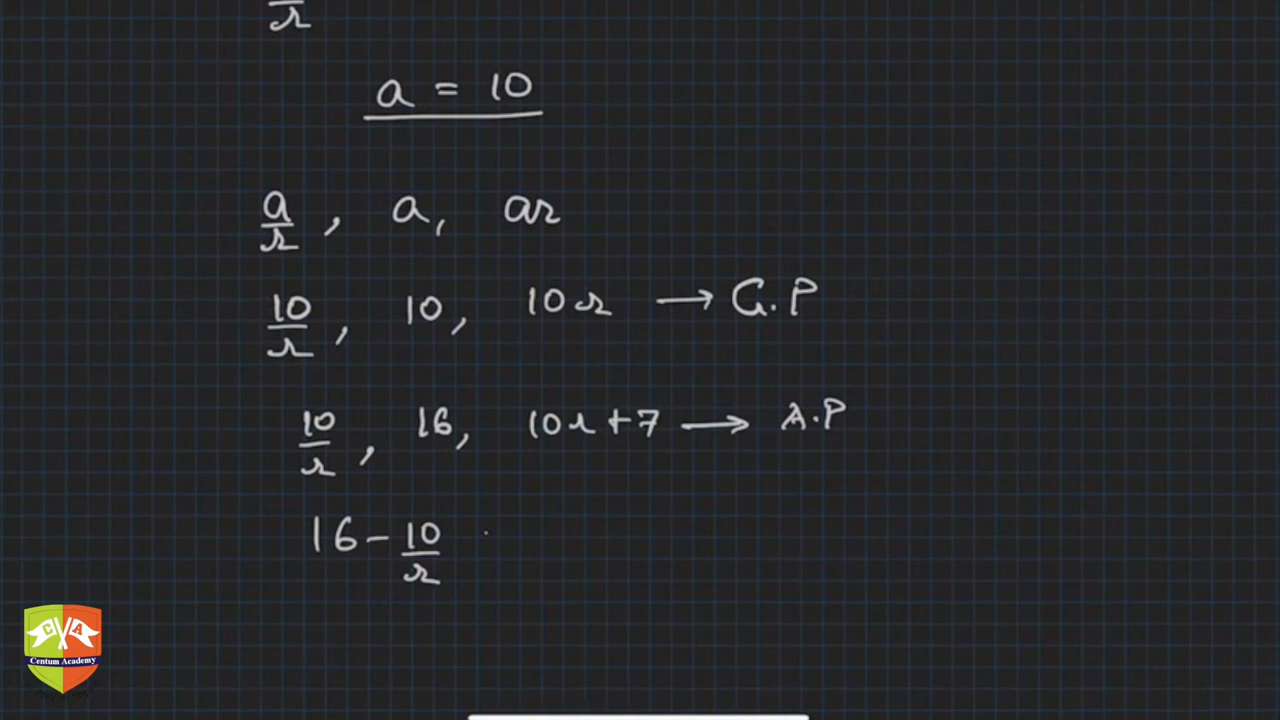 r
a = 10
a/r, a, ar
10/r, 10, 10r → G.P
10/r, 16, 10r+7 → A.P
16 - 10/r
C A
Centum Academy